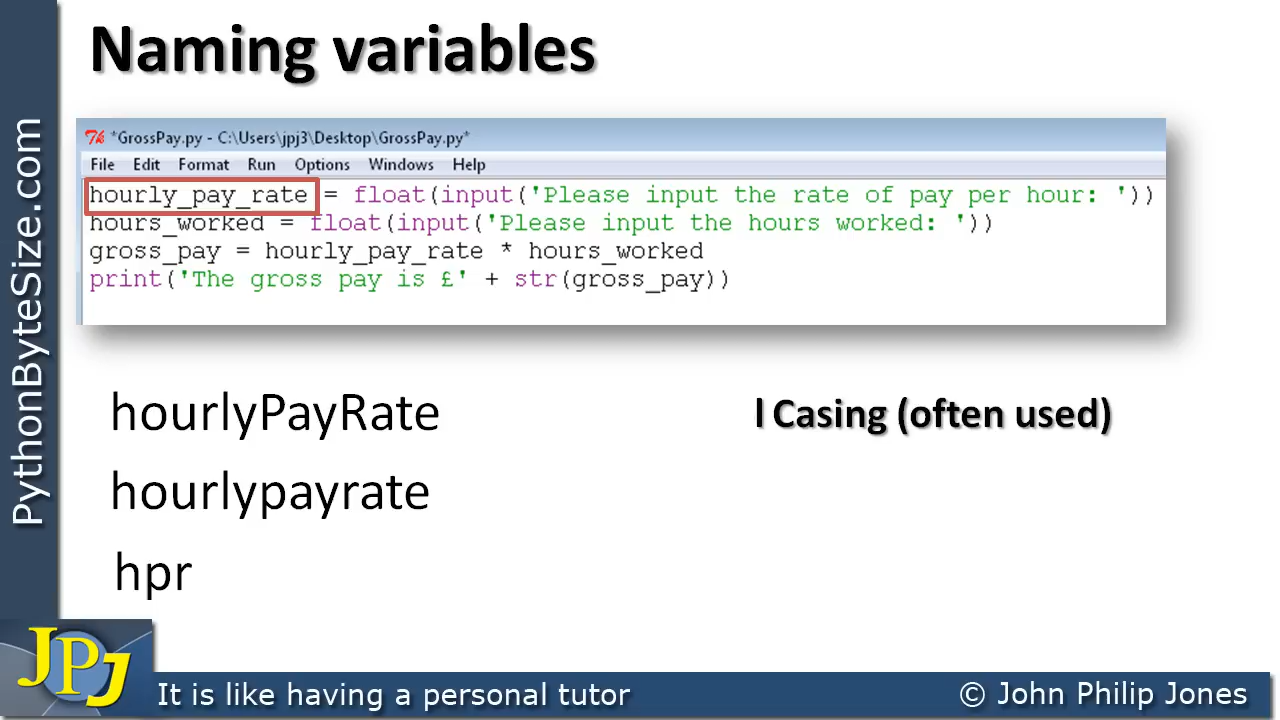 Naming variables
*GrossPay.py - C:\Users\jpj3\Desktop\GrossPay.py*
File Edit Format Run Options Windows Help
hourly_pay_rate = float(input('Please input the rate of pay per hour: '))
hours_worked = float(input('Please input the hours worked: '))
gross_pay = hourly_pay_rate * hours_worked
print('The gross pay is £' + str(gross_pay))
hourlyPayRate
l Casing (often used)
hourlypayrate
hpr
PythonByteSize.com
JPJ
It is like having a personal tutor
© John Philip Jones